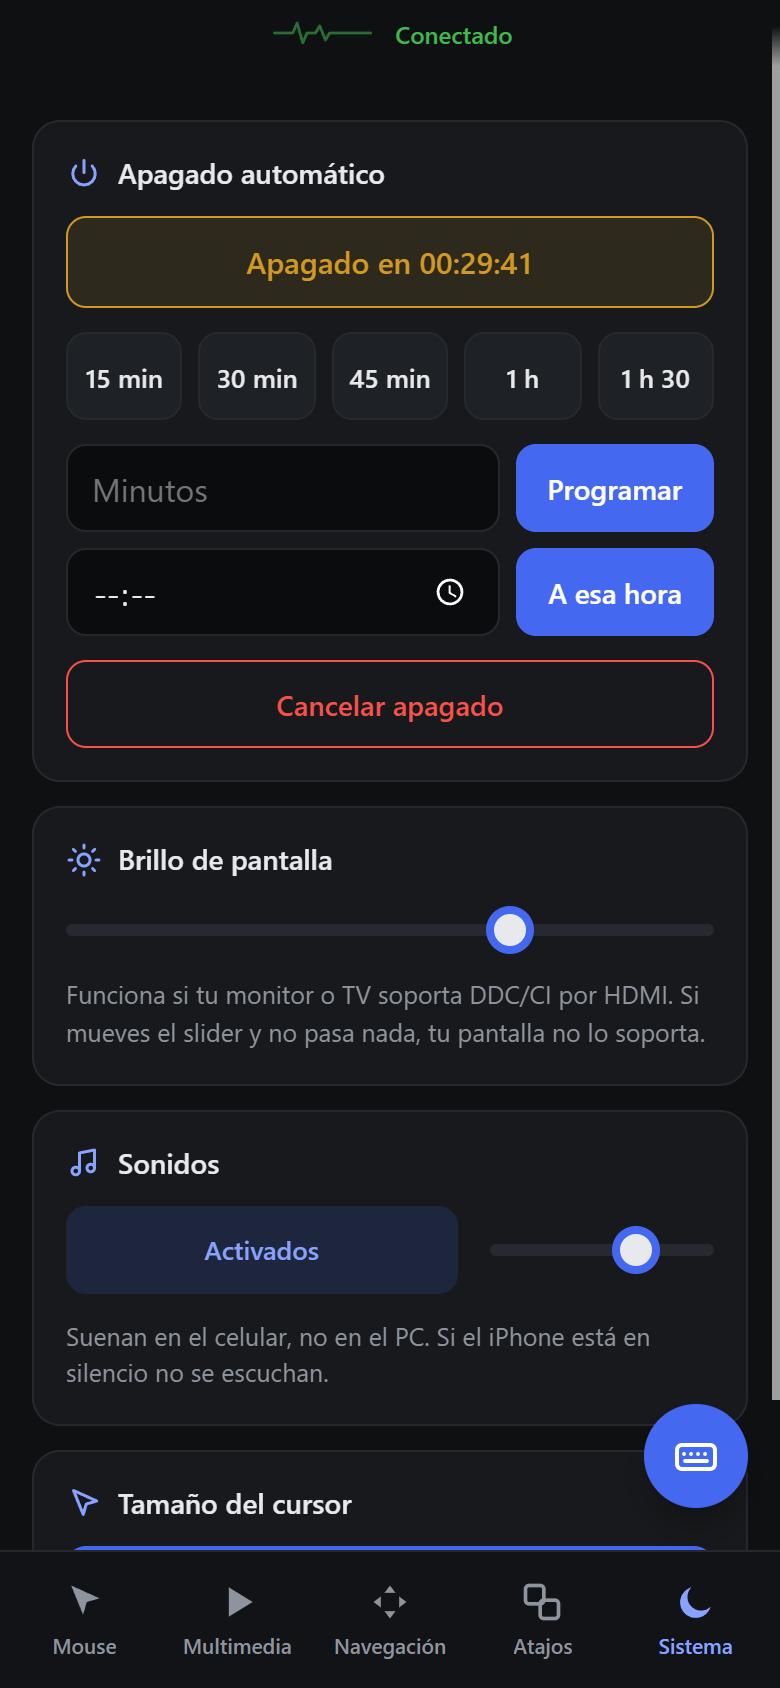 Conectado
Apagado automático
Apagado en 00:29:41
15 min
30 min
45 min
1 h
1 h 30
Minutos
Programar
--:--
A esa hora
Cancelar apagado
Brillo de pantalla
Funciona si tu monitor o TV soporta DDC/CI por HDMI. Si
mueves el slider y no pasa nada, tu pantalla no lo soporta.
Sonidos
Activados
Suenan en el celular, no en el PC. Si el iPhone está en
silencio no se escuchan.
Tamaño del cursor
Mouse
Multimedia
Navegación
Atajos
Sistema